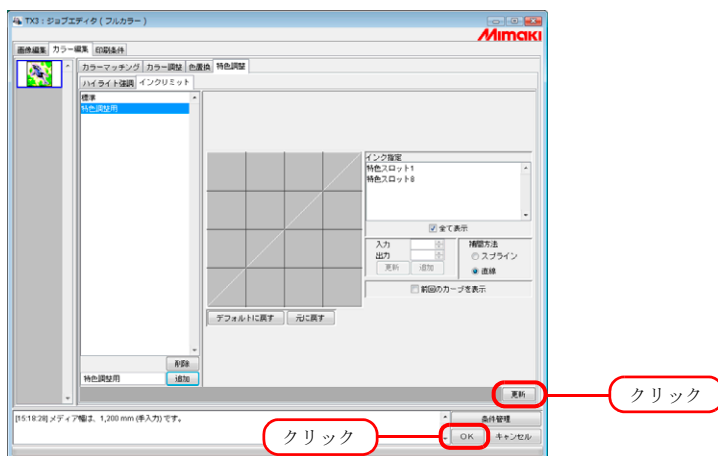 TX3：ジョブエディタ(フルカラー)
Mimaki
画像編集 カラー編集 印刷条件
カラーマッチング カラー調整 色置換 特色調整
ハイライト強調 インクリミット
標準
特色調整用
インク指定
特色スロット1
特色スロット8
全て表示
入力
出力
更新 追加
補間方法
スプライン
直線
前回のカーブを表示
デフォルトに戻す 元に戻す
削除
特色調整用 追加
更新
クリック
[15:18:28] メディア幅は、1,200 mm (手入力) です。
条件管理
クリック
OK キャンセル